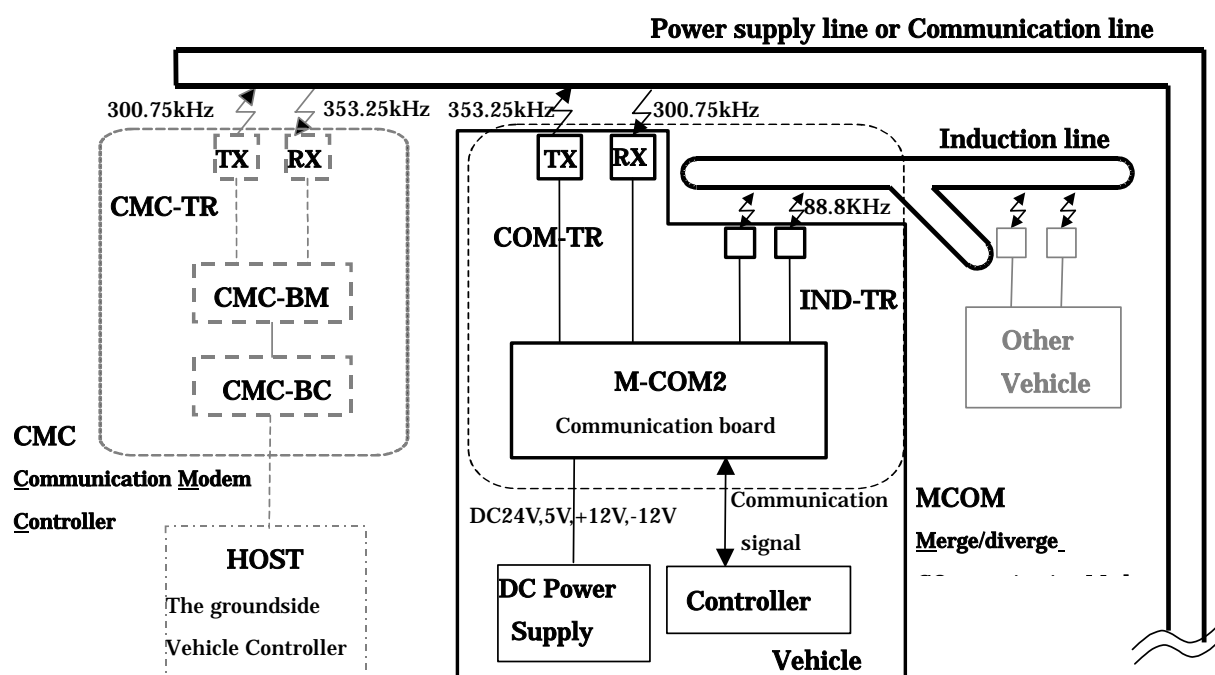 Power supply line or Communication line
300.75kHz
353.25kHz
353.25kHz
300.75kHz
TX
RX
TX
RX
Induction line
CMC-TR
COM-TR
88.8KHz
IND-TR
CMC-BM
CMC-BC
M-COM2
Communication board
Other
Vehicle
CMC
Communication Modem
Controller
DC24V,5V,+12V,-12V
Communication
signal
MCOM
Merge/diverge
HOST
The groundside
Vehicle Controller
DC Power
Supply
Controller
Vehicle